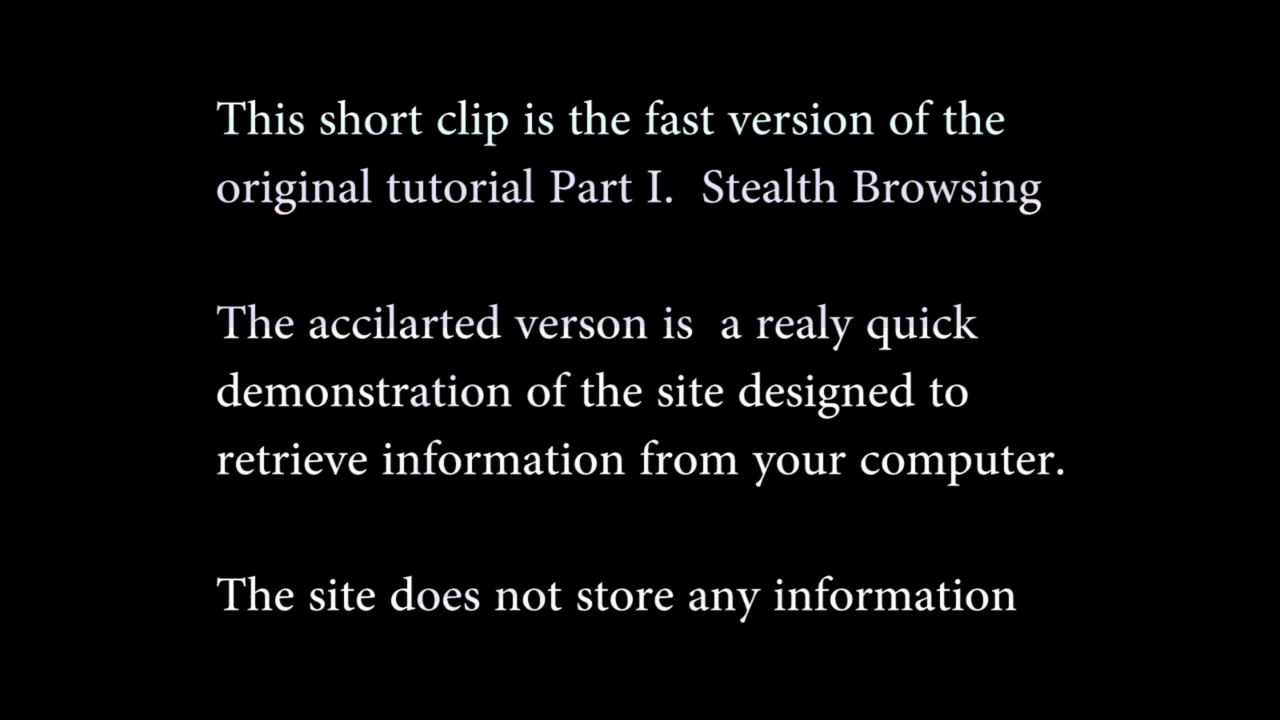 This short clip is the fast version of the
original tutorial Part I.  Stealth Browsing
The accilarted verson is  a realy quick
demonstration of the site designed to
retrieve information from your computer.
The site does not store any information